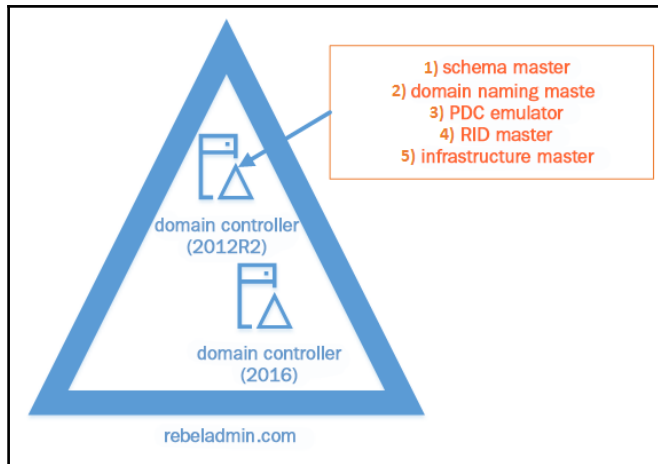 1) schema master
2) domain naming maste
3) PDC emulator
4) RID master
5) infrastructure master
domain controller
(2012R2)
domain controller
(2016)
rebeladmin.com